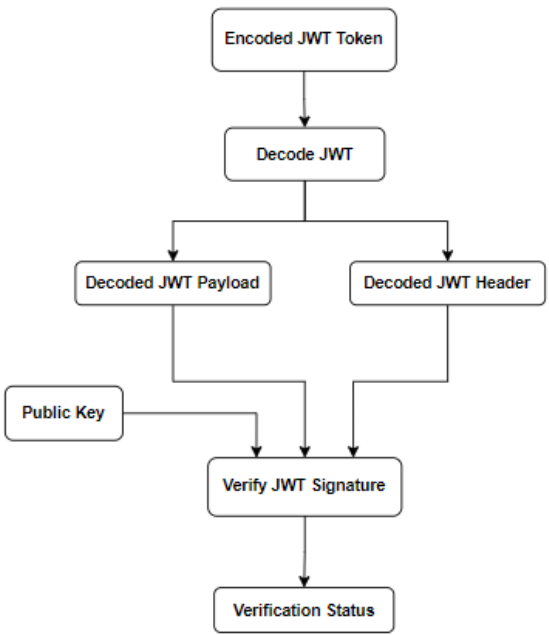 Encoded JWT Token
Decode JWT
Decoded JWT Payload
Decoded JWT Header
Public Key
Verify JWT Signature
Verification Status